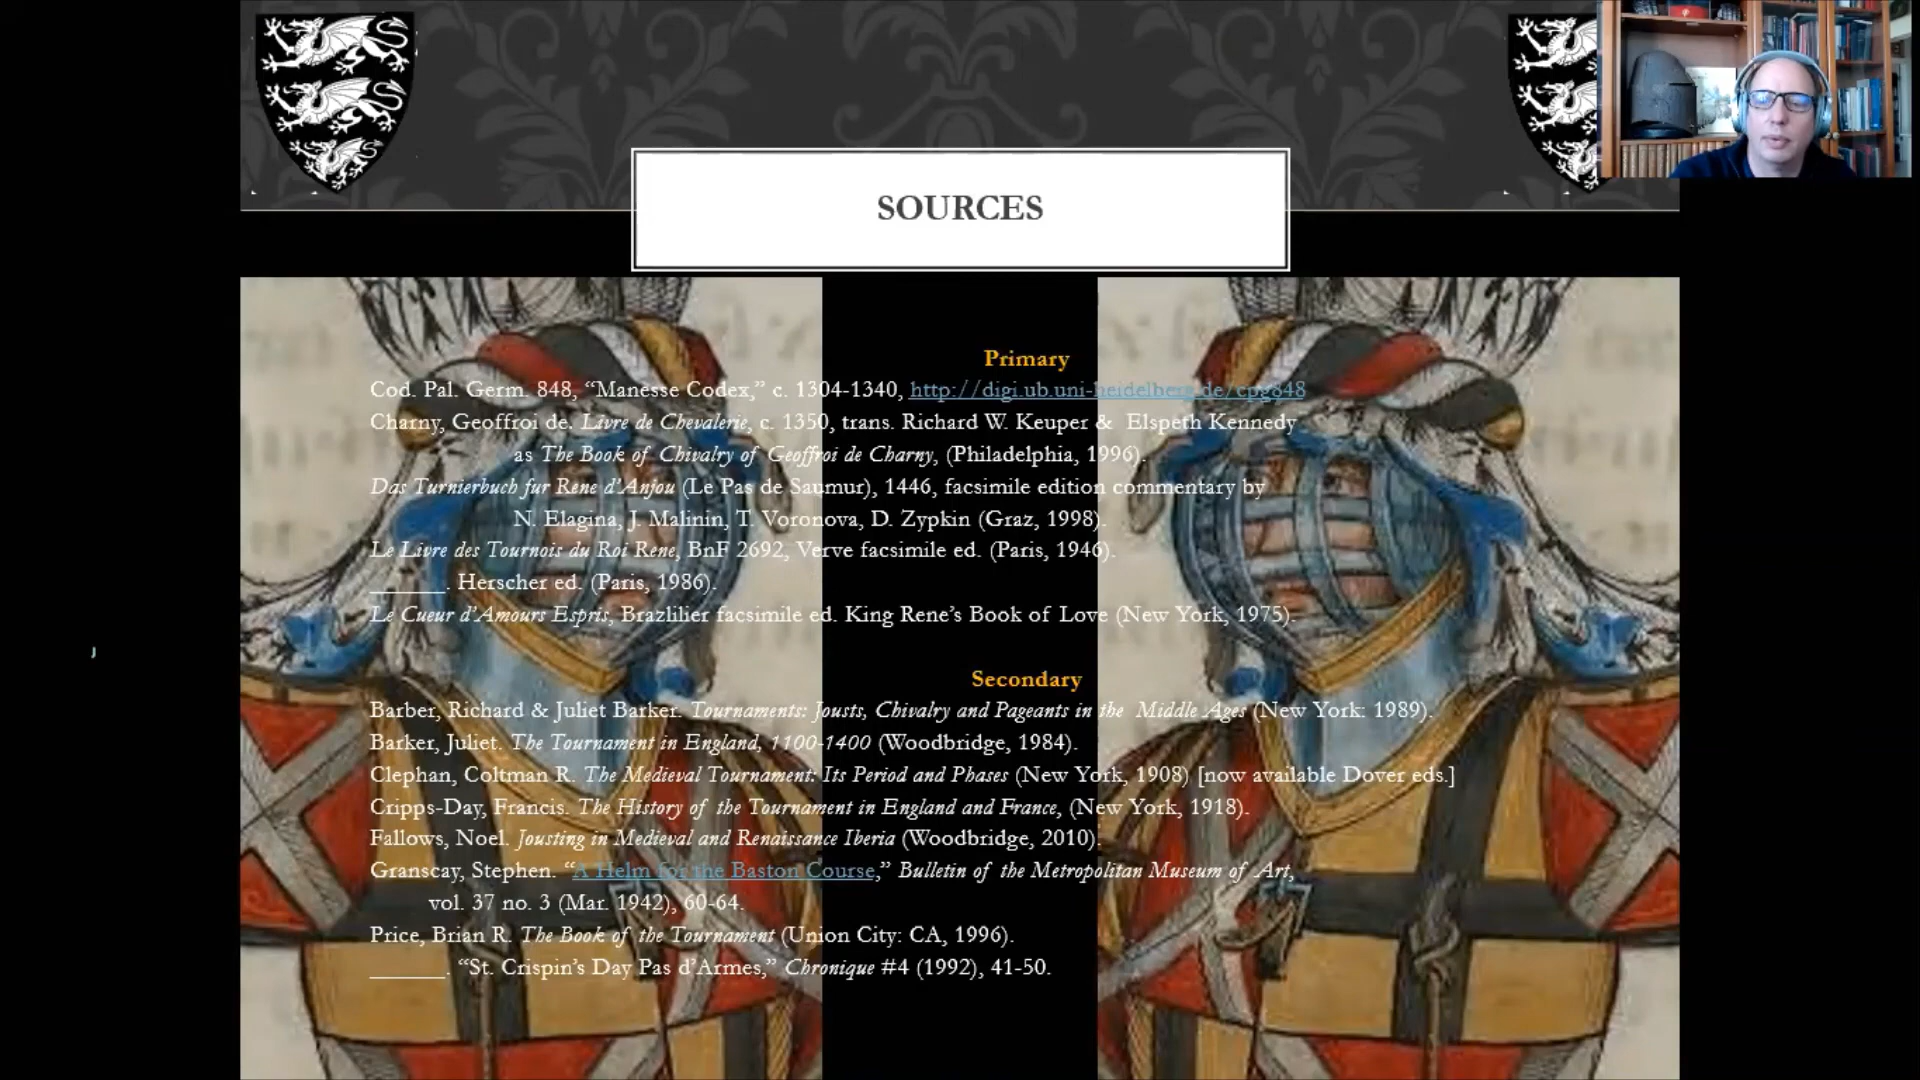 SOURCES
Primary
Cod. Pal. Germ. 848, “Manesse Codex,” c. 1304-1340, http://digi.ub.uni-heidelberg.de/cpg848
Charny, Geoffroi de. Livre de Chevalerie, c. 1350, trans. Richard W. Keuper & Elspeth Kennedy
as The Book of Chivalry of Geoffroi de Charny, (Philadelphia, 1996).
Das Turnierbuch fur Rene d’Anjou (Le Pas de Saumur), 1446, facsimile edition commentary by
N. Elagina, J. Malinin, T. Voronova, D. Zypkin (Graz, 1998).
Le Livre des Tournois du Roi Rene, BnF 2692, Verve facsimile ed. (Paris, 1946).
______. Herscher ed. (Paris, 1986).
Le Cueur d’Amours Espris, Brazlilier facsimile ed. King Rene’s Book of Love (New York, 1975).
Secondary
Barber, Richard & Juliet Barker. Tournaments: Jousts, Chivalry and Pageants in the Middle Ages (New York: 1989).
Barker, Juliet. The Tournament in England, 1100-1400 (Woodbridge, 1984).
Clephan, Coltman R. The Medieval Tournament: Its Period and Phases (New York, 1908) [now available Dover eds.]
Cripps-Day, Francis. The History of the Tournament in England and France, (New York, 1918).
Fallows, Noel. Jousting in Medieval and Renaissance Iberia (Woodbridge, 2010).
Granscay, Stephen. “A Helm for the Baston Course,” Bulletin of the Metropolitan Museum of Art,
vol. 37 no. 3 (Mar. 1942), 60-64.
Price, Brian R. The Book of the Tournament (Union City: CA, 1996).
______. “St. Crispin’s Day Pas d’Armes,” Chronique #4 (1992), 41-50.